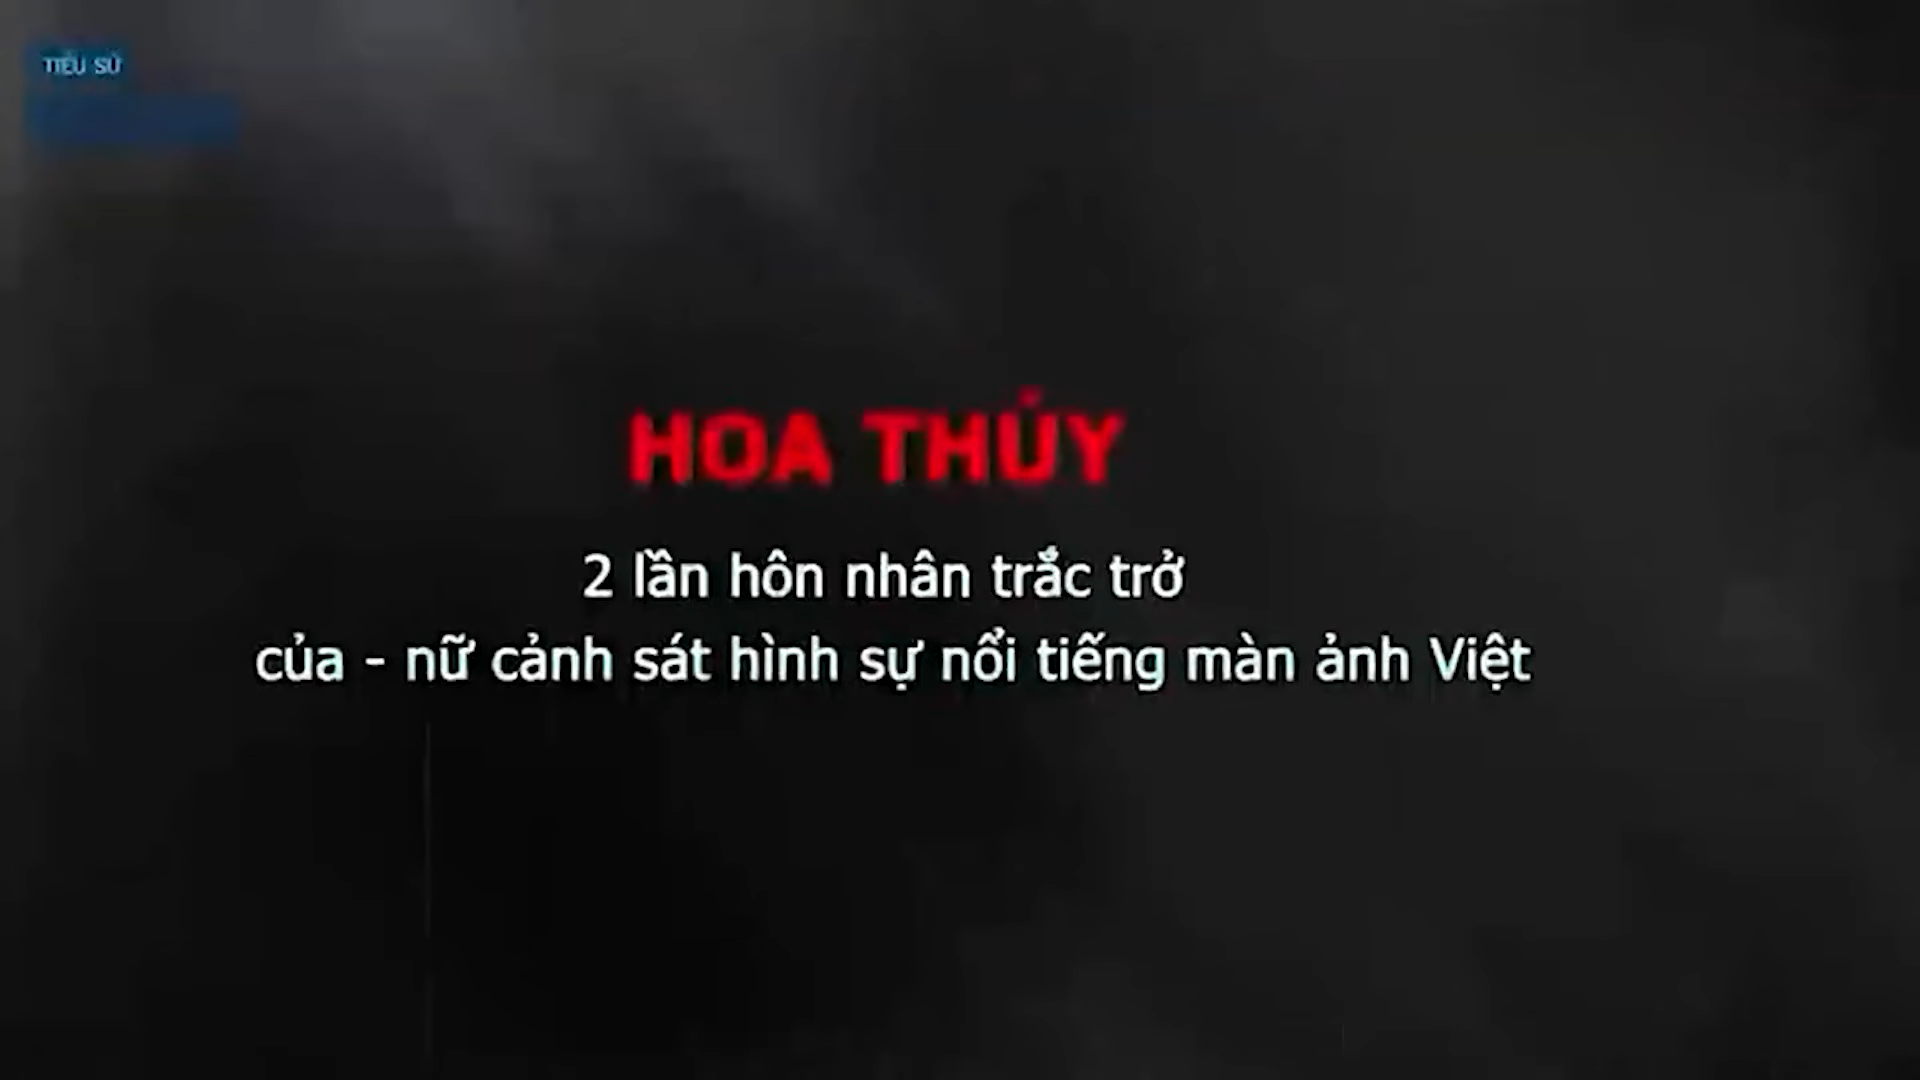 TIỂU SỬ
HOA THÚY
2 lần hôn nhân trắc trở
của - nữ cảnh sát hình sự nổi tiếng màn ảnh Việt